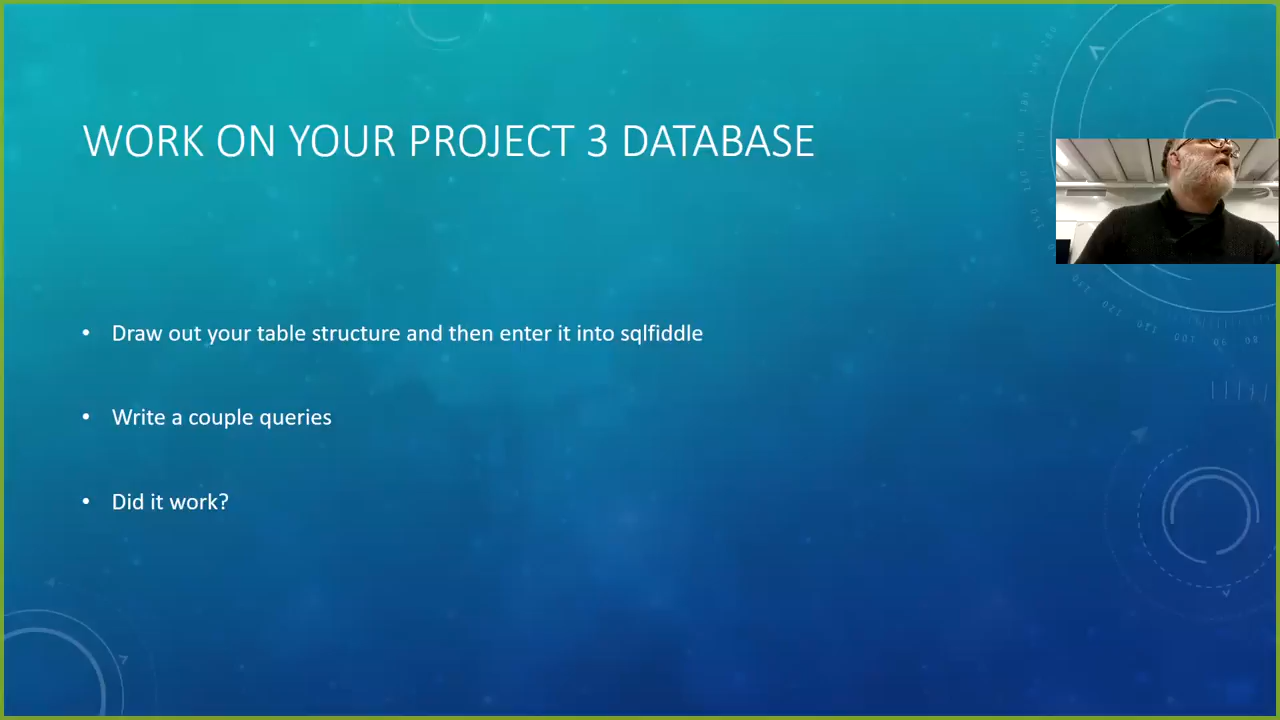 WORK ON YOUR PROJECT 3 DATABASE
• Draw out your table structure and then enter it into sqlfiddle
• Write a couple queries
• Did it work?